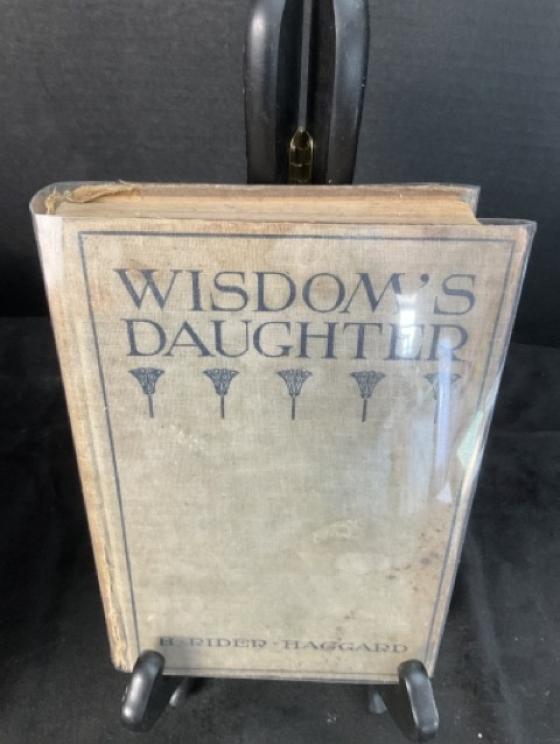 WISDOM'S
DAUGHTER
H · RIDER · HAGGARD